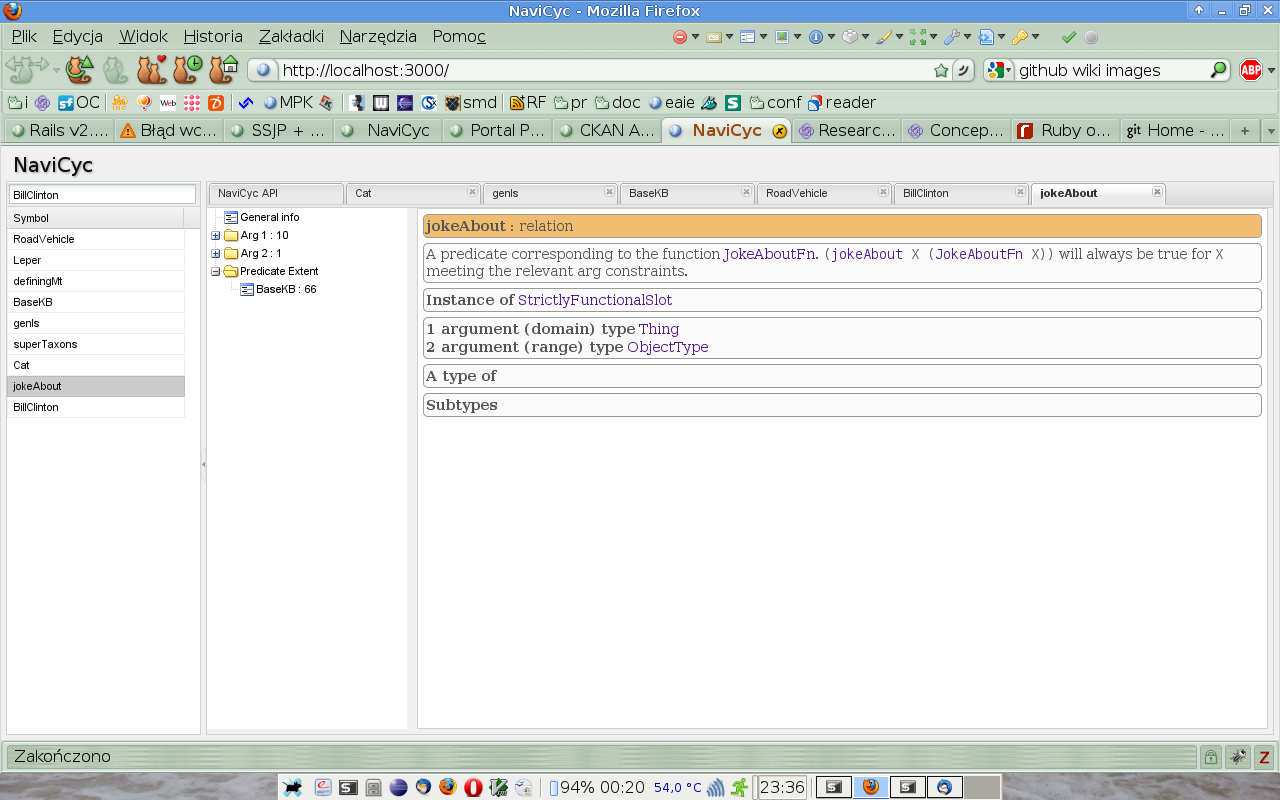 NaviCyc - Mozilla Firefox
Plik Edycja Widok Historia Zakładki Narzędzia Pomoc
http://localhost:3000/ github wiki images ABP
i OC Web MPK smd RF pr doc eaie S conf reader
Rails v2.... Błąd wc... SSJP + ... NaviCyc Portal P... CKAN A... NaviCyc Researc... Concep... Ruby o... git Home - ... +
NaviCyc
BillClinton
NaviCyc API Cat genls BaseKB RoadVehicle BillClinton jokeAbout
Symbol
RoadVehicle
Leper
definingMt
BaseKB
genls
superTaxons
Cat
jokeAbout
BillClinton
General info
Arg 1 : 10
Arg 2 : 1
Predicate Extent
BaseKB : 66
jokeAbout : relation
A predicate corresponding to the function JokeAboutFn. (jokeAbout X (JokeAboutFn X)) will always be true for X
meeting the relevant arg constraints.
Instance of StrictlyFunctionalSlot
1 argument (domain) type Thing
2 argument (range) type ObjectType
A type of
Subtypes
Zakończono Z
94% 00:20 54,0 °C 23:36